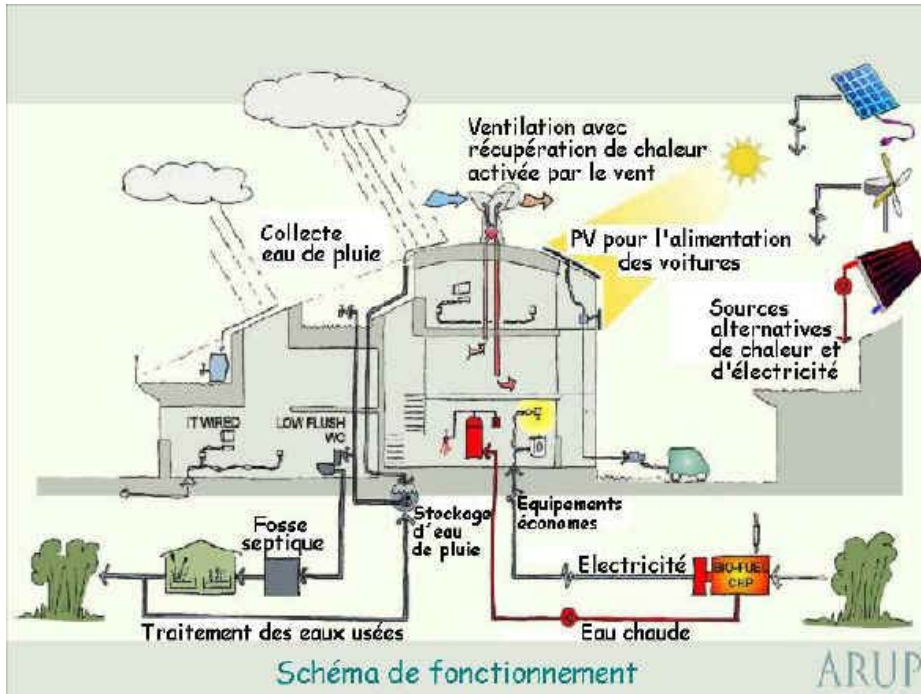 Ventilation avec
récupération de chaleur
activée par le vent
Collecte
eau de pluie
PV pour l'alimentation
des voitures
Sources
alternatives
de chaleur et
d'électricité
IT WIRED
LOW FLUSH
WC
Stockage
d'eau
de pluie
Equipements
économes
Fosse
septique
Electricité
BIO-FUEL
CHP
Traitement des eaux usées
Eau chaude
Schéma de fonctionnement
ARUP